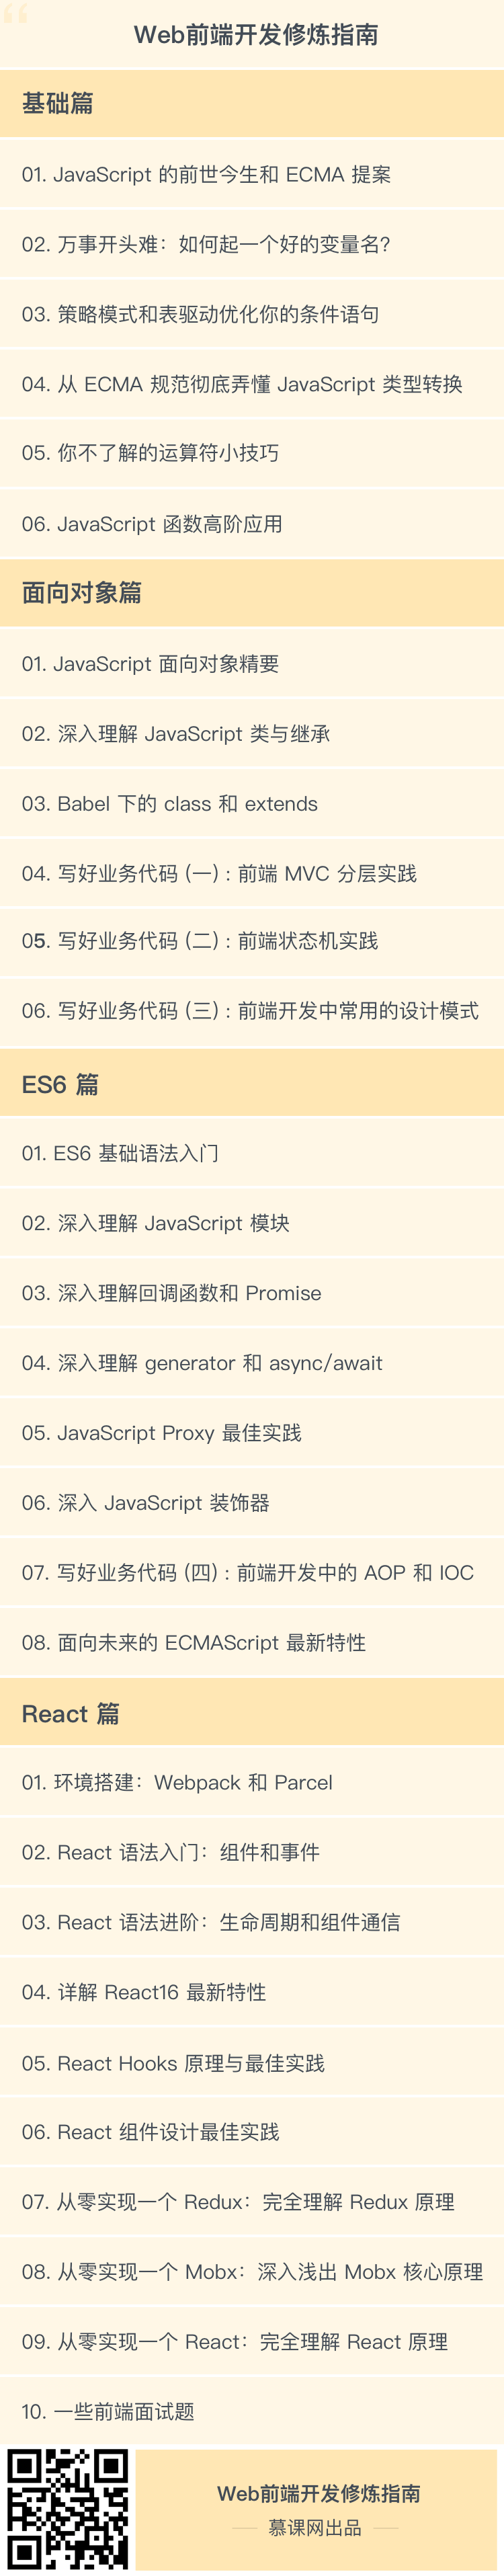 Web前端开发修炼指南
基础篇
01. JavaScript 的前世今生和 ECMA 提案
02. 万事开头难：如何起一个好的变量名?
03. 策略模式和表驱动优化你的条件语句
04. 从 ECMA 规范彻底弄懂 JavaScript 类型转换
05. 你不了解的运算符小技巧
06. JavaScript 函数高阶应用
面向对象篇
01. JavaScript 面向对象精要
02. 深入理解 JavaScript 类与继承
03. Babel 下的 class 和 extends
04. 写好业务代码 (一) : 前端 MVC 分层实践
05. 写好业务代码 (二) : 前端状态机实践
06. 写好业务代码 (三) : 前端开发中常用的设计模式
ES6 篇
01. ES6 基础语法入门
02. 深入理解 JavaScript 模块
03. 深入理解回调函数和 Promise
04. 深入理解 generator 和 async/await
05. JavaScript Proxy 最佳实践
06. 深入 JavaScript 装饰器
07. 写好业务代码 (四) : 前端开发中的 AOP 和 IOC
08. 面向未来的 ECMAScript 最新特性
React 篇
01. 环境搭建：Webpack 和 Parcel
02. React 语法入门：组件和事件
03. React 语法进阶：生命周期和组件通信
04. 详解 React16 最新特性
05. React Hooks 原理与最佳实践
06. React 组件设计最佳实践
07. 从零实现一个 Redux：完全理解 Redux 原理
08. 从零实现一个 Mobx：深入浅出 Mobx 核心原理
09. 从零实现一个 React：完全理解 React 原理
10. 一些前端面试题
Web前端开发修炼指南
慕课网出品